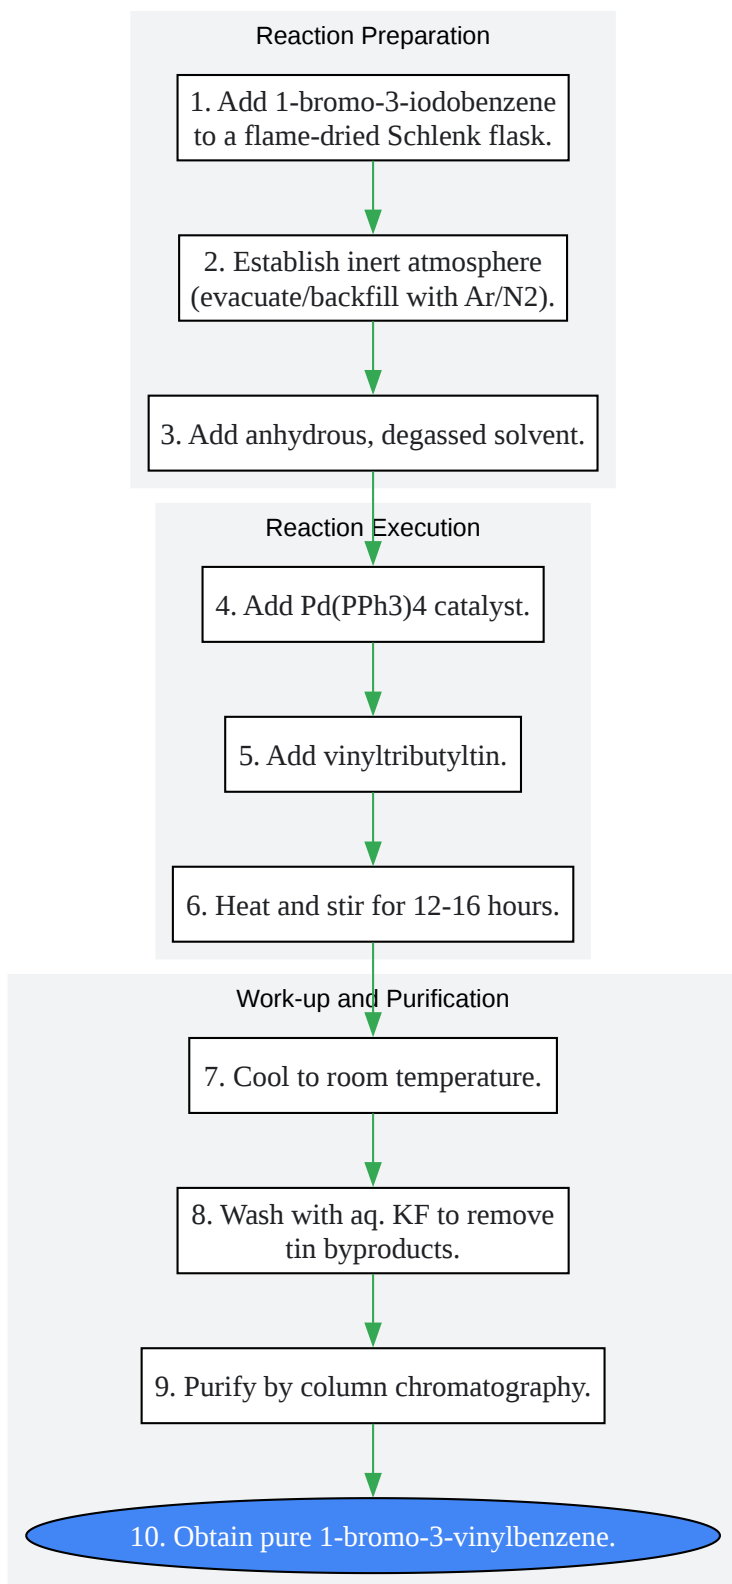 Reaction Preparation
1. Add 1-bromo-3-iodobenzene
to a flame-dried Schlenk flask.
2. Establish inert atmosphere
(evacuate/backfill with Ar/N2).
3. Add anhydrous, degassed solvent.
Reaction Execution
4. Add Pd(PPh3)4 catalyst.
5. Add vinyltributyltin.
6. Heat and stir for 12-16 hours.
Work-up and Purification
7. Cool to room temperature.
8. Wash with aq. KF to remove
tin byproducts.
9. Purify by column chromatography.
10. Obtain pure 1-bromo-3-vinylbenzene.